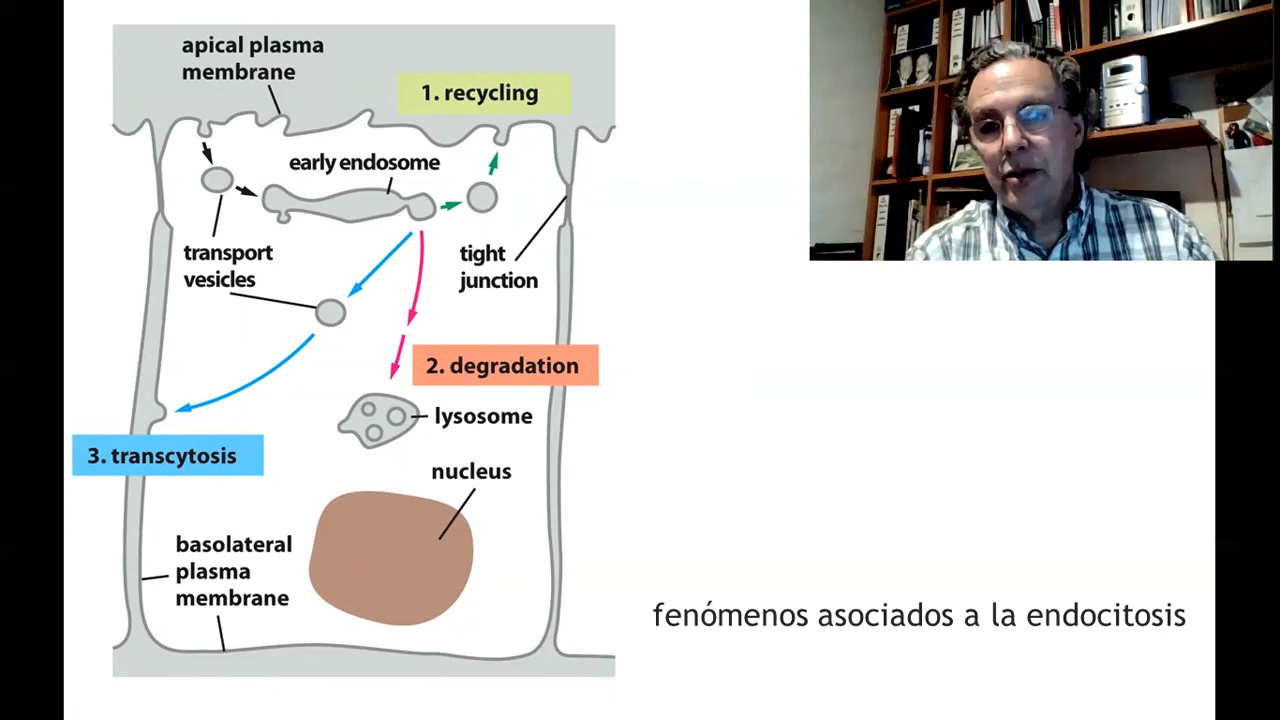 apical plasma
membrane
1. recycling
early endosome
transport
vesicles
tight
junction
2. degradation
lysosome
3. transcytosis
nucleus
basolateral
plasma
membrane
fenómenos asociados a la endocitosis